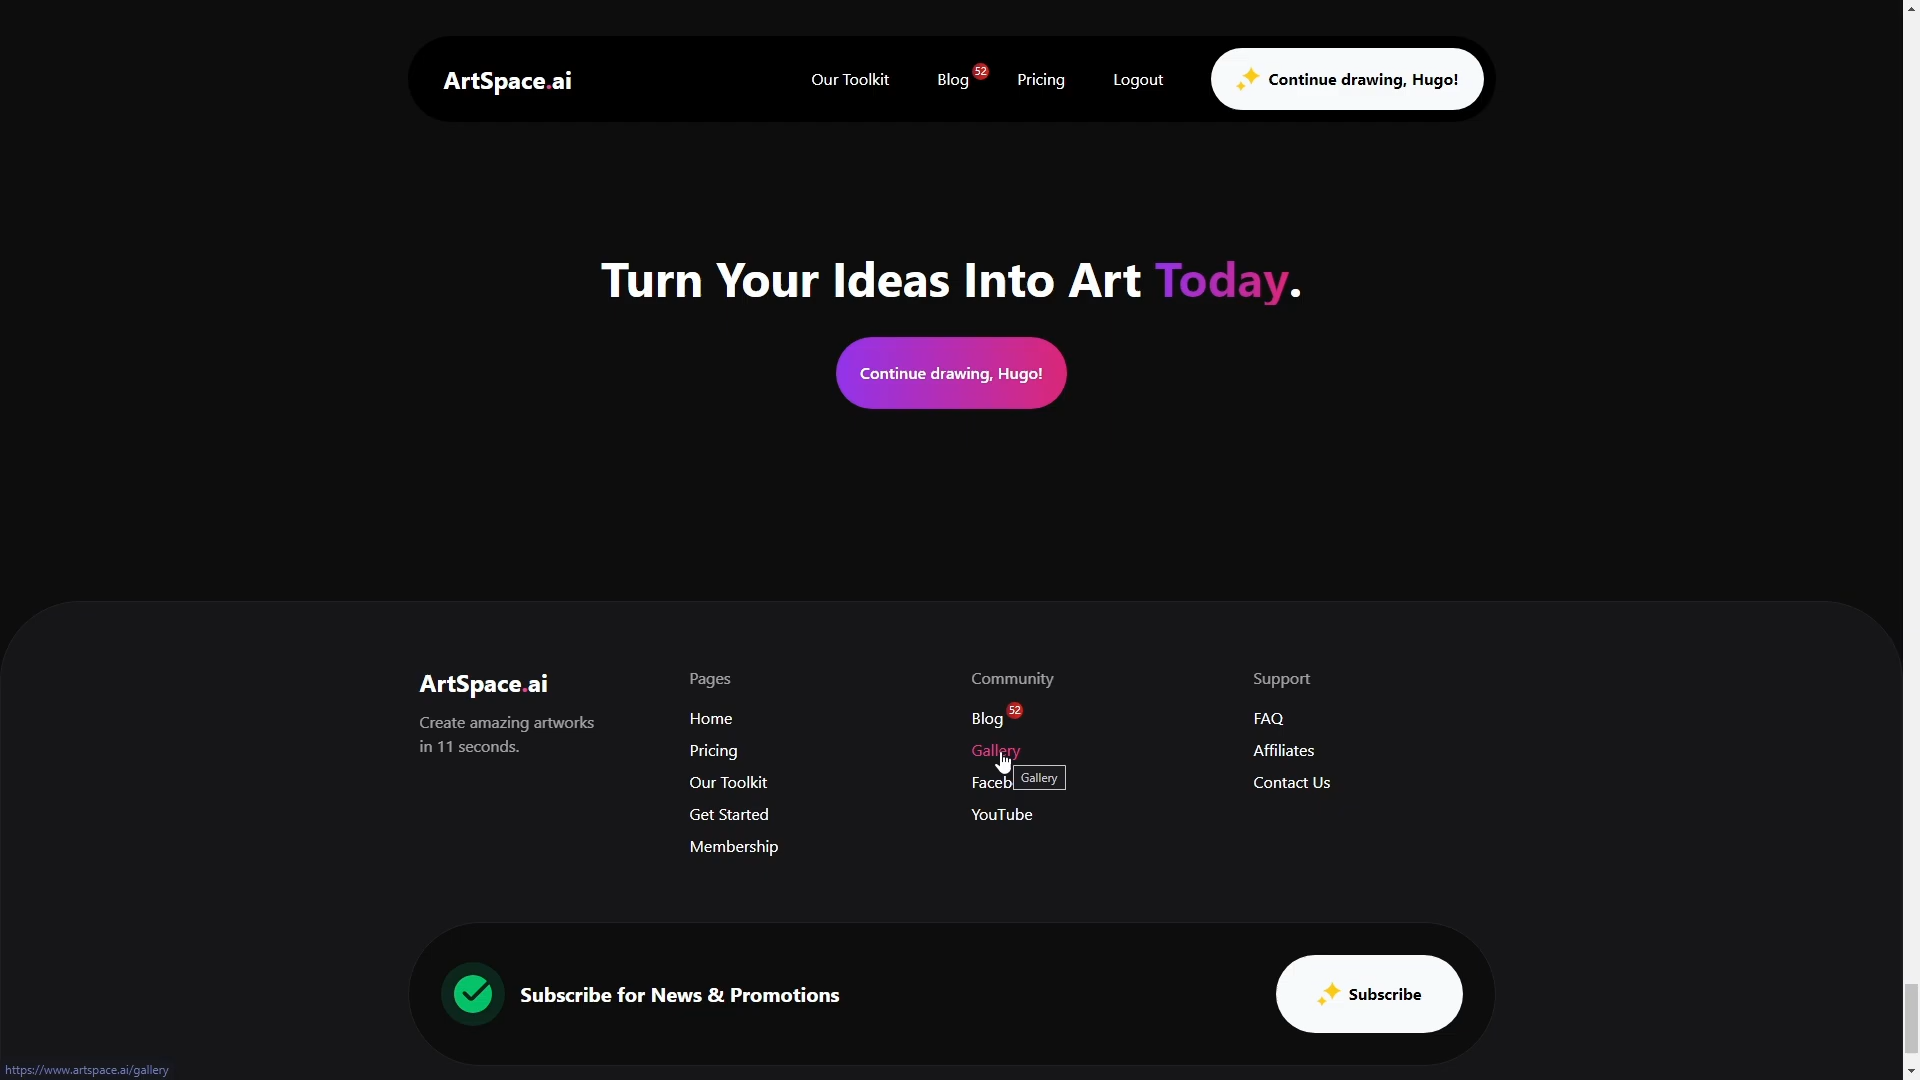 ArtSpace.ai
Our Toolkit
Blog 52
Pricing
Logout
Continue drawing, Hugo!
Turn Your Ideas Into Art Today.
Continue drawing, Hugo!
ArtSpace.ai
Create amazing artworks
in 11 seconds.
Pages
Home
Pricing
Our Toolkit
Get Started
Membership
Community
Blog 52
Gallery
Faceb
Gallery
YouTube
Support
FAQ
Affiliates
Contact Us
Subscribe for News & Promotions
Subscribe
https://www.artspace.ai/gallery